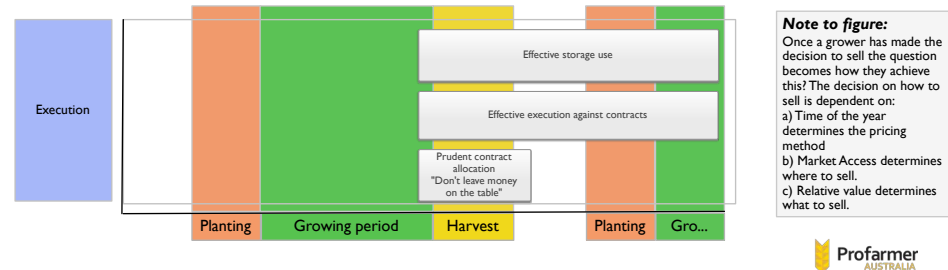 Execution
Effective storage use
Effective execution against contracts
Prudent contract
allocation
"Don't leave money
on the table"
Planting
Growing period
Harvest
Planting
Gro...
Note to figure:
Once a grower has made the
decision to sell the question
becomes how they achieve
this? The decision on how to
sell is dependent on:
a) Time of the year
determines the pricing
method
b) Market Access determines
where to sell.
c) Relative value determines
what to sell.
Profarmer
AUSTRALIA